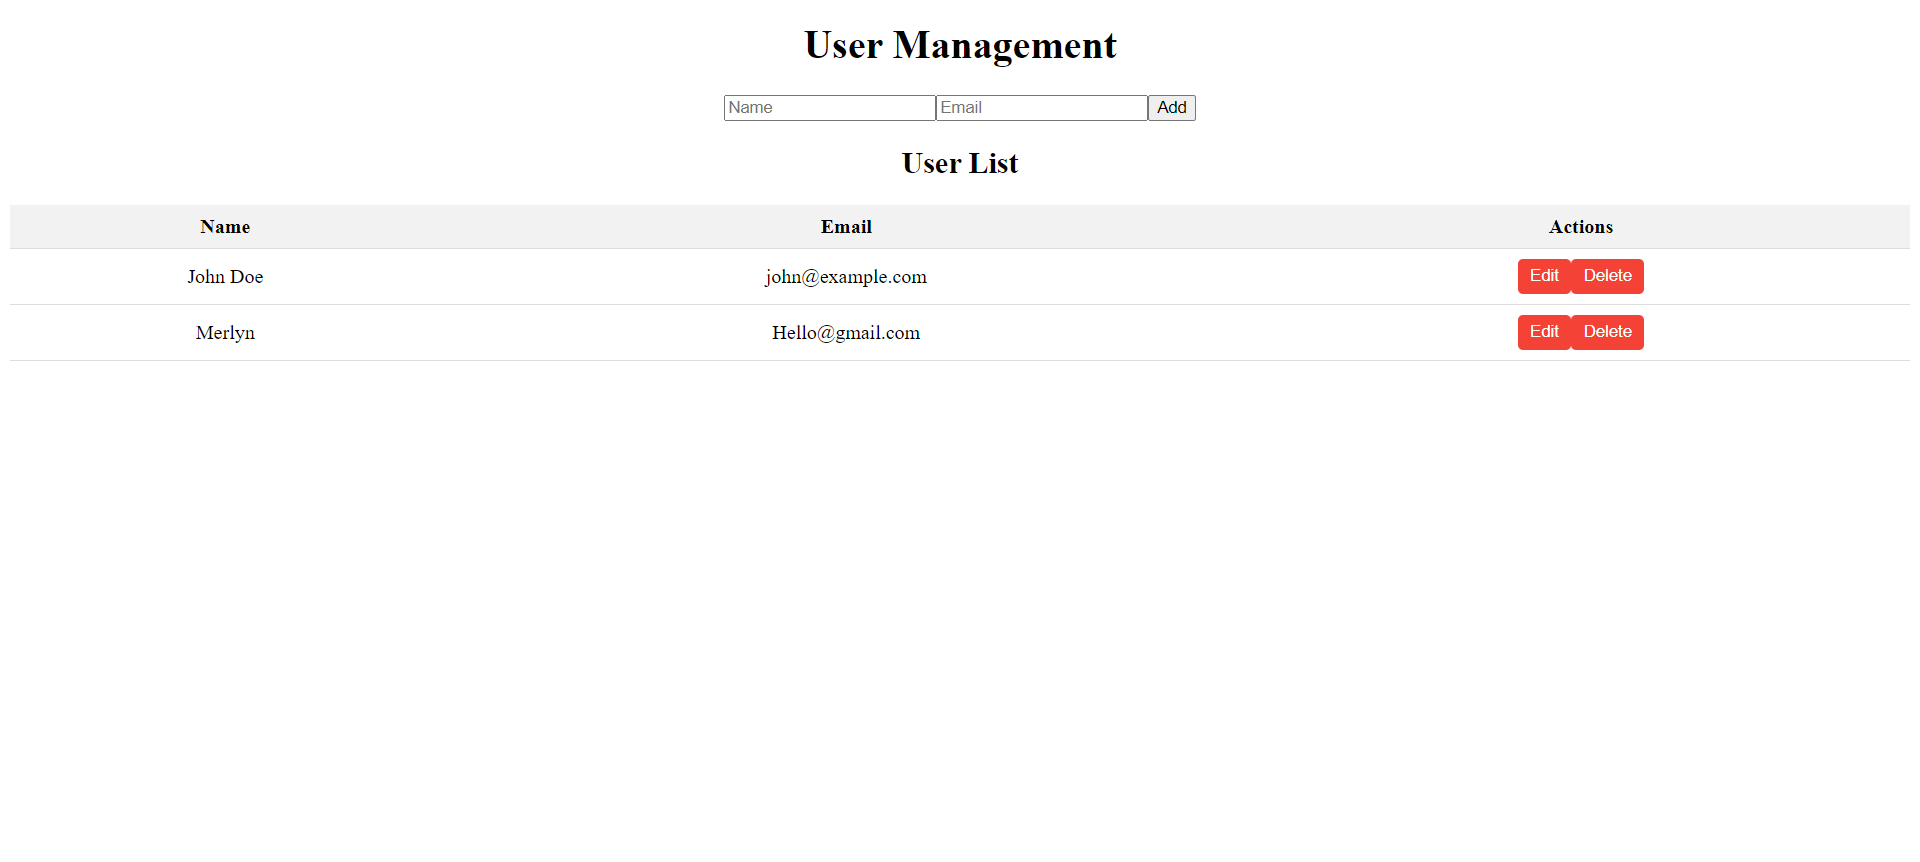 User Management
Name Email Add
User List
Name Email Actions
John Doe john@example.com Edit Delete
Merlyn Hello@gmail.com Edit Delete